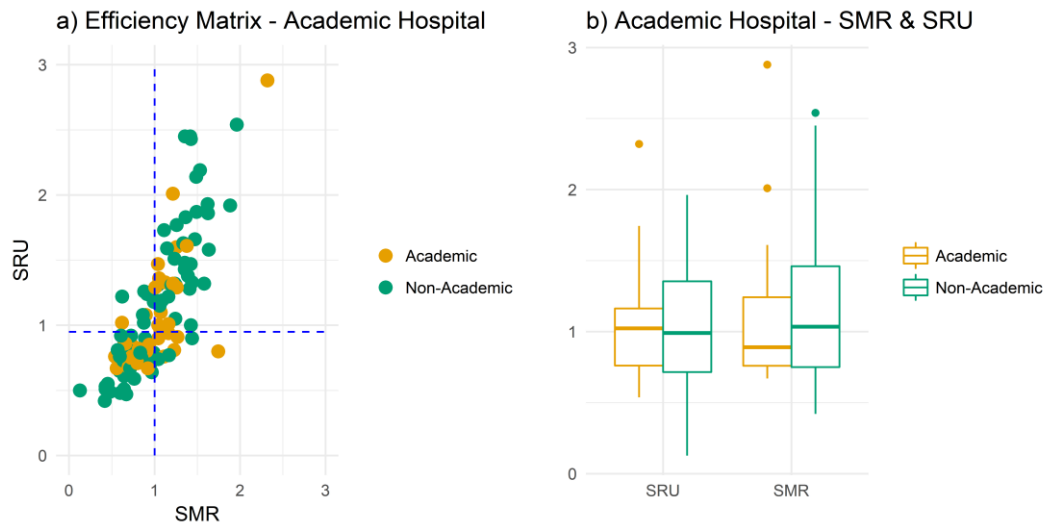 a) Efficiency Matrix - Academic Hospital
3
2
1
0
SRU
0
1
2
3
SMR
Academic
Non-Academic
b) Academic Hospital - SMR & SRU
3
2
1
0
SRU
SMR
Academic
Non-Academic